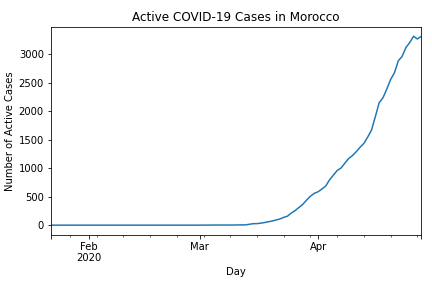 Active COVID-19 Cases in Morocco
Number of Active Cases
3000
2500
2000
1500
1000
500
0
Feb
2020
Mar
Apr
Day